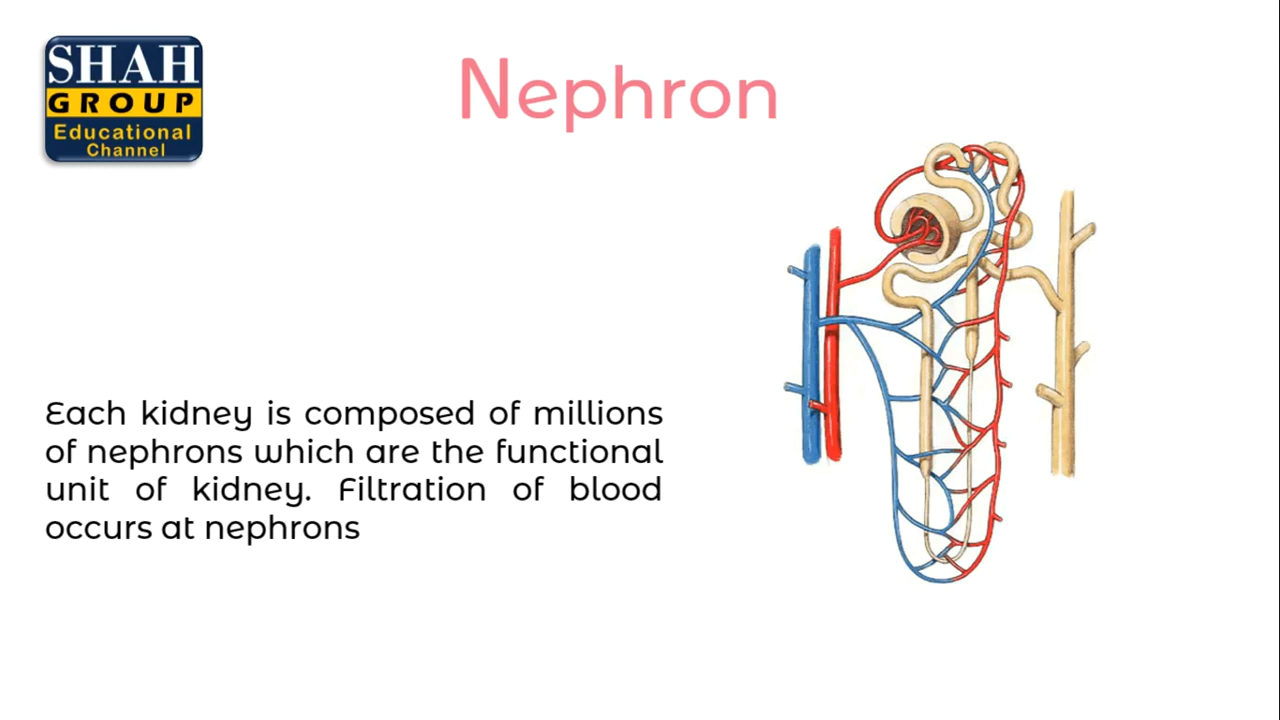 SHAH
GROUP
Educational
Channel
Nephron
Each kidney is composed of millions
of nephrons which are the functional
unit of kidney. Filtration of blood
occurs at nephrons